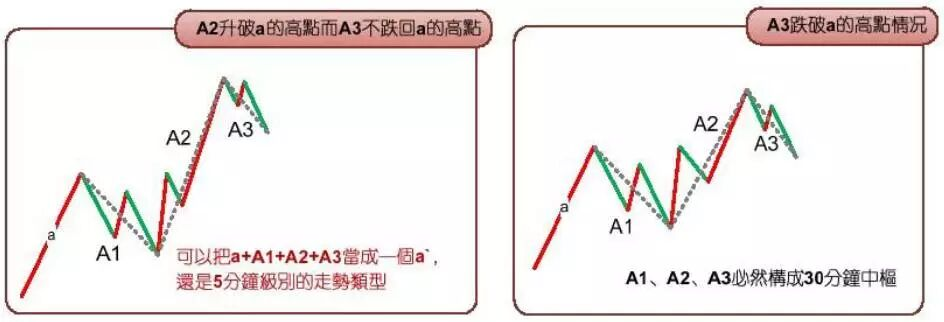 A2升破a的高點而A3不跌回a的高點
A2
A3
a
A1
可以把a+A1+A2+A3當成一個a`,
還是5分鐘級別的走勢類型
A3跌破a的高點情况
A2
A3
a
A1
A1、A2、A3必然構成30分鐘中樞